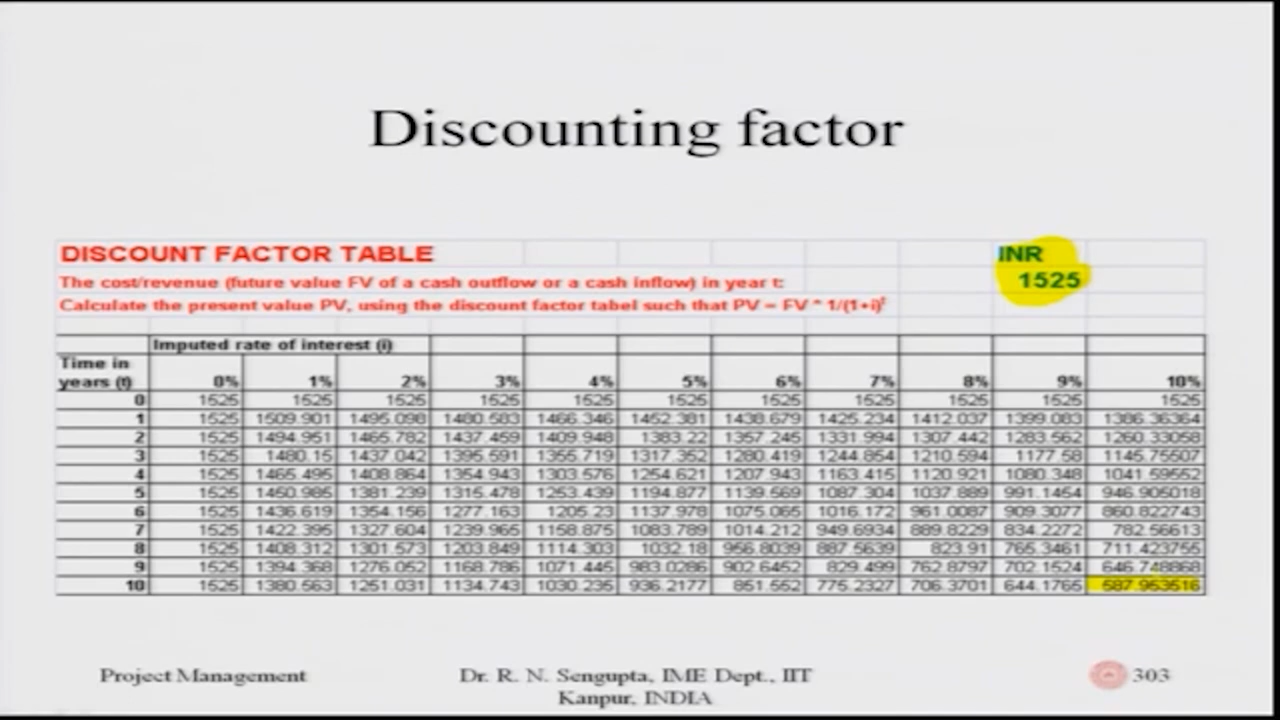 Discounting factor
DISCOUNT FACTOR TABLE INR
The cost/revenue (future value FV of a cash outflow or a cash inflow) in year t: 1525
Calculate the present value PV, using the discount factor tabel such that PV = FV * 1/(1+i)^t
Imputed rate of interest (i)
Time in
years (t) 0% 1% 2% 3% 4% 5% 6% 7% 8% 9% 10%
0 1525 1525 1525 1525 1525 1525 1525 1525 1525 1525 1525
1 1525 1509.901 1495.098 1480.583 1466.346 1452.381 1438.679 1425.234 1412.037 1399.083 1386.36364
2 1525 1494.951 1465.782 1437.459 1409.948 1383.22 1357.245 1331.994 1307.442 1283.562 1260.33058
3 1525 1480.15 1437.042 1395.591 1355.719 1317.352 1280.419 1244.854 1210.594 1177.58 1145.75507
4 1525 1465.495 1408.864 1354.943 1303.576 1254.621 1207.943 1163.415 1120.921 1080.348 1041.59552
5 1525 1450.985 1381.239 1315.478 1253.439 1194.877 1139.569 1087.304 1037.889 991.1454 946.905018
6 1525 1436.619 1354.156 1277.163 1205.23 1137.978 1075.065 1016.172 961.0087 909.3077 860.822743
7 1525 1422.395 1327.604 1239.965 1158.875 1083.789 1014.212 949.6934 889.8229 834.2272 782.56613
8 1525 1408.312 1301.573 1203.849 1114.303 1032.18 956.8039 887.5639 823.91 765.3461 711.423755
9 1525 1394.368 1276.052 1168.786 1071.445 983.0286 902.6452 829.499 762.8797 702.1524 646.748868
10 1525 1380.563 1251.031 1134.743 1030.235 936.2177 851.552 775.2327 706.3701 644.1765 587.953516
Project Management Dr. R. N. Sengupta, IME Dept., IIT 303
Kanpur, INDIA